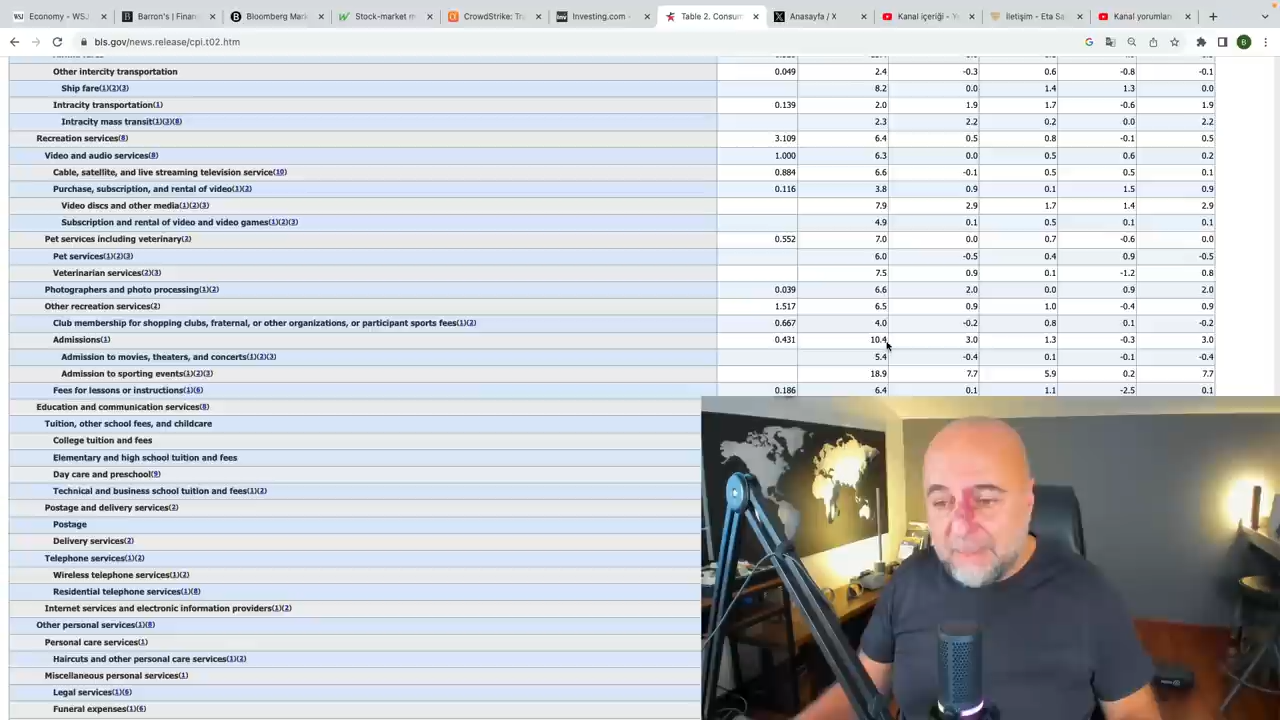 Economy - WSJ
Barron's | Finan
Bloomberg Mark
Stock-market m
CrowdStrike: Tra
Investing.com -
Table 2. Consum
Anasayfa / X
Kanal içeriği - Yo
İletişim - Eta Sa
Kanal yorumları
bls.gov/news.release/cpi.t02.htm
Other intercity transportation 0.049 2.4 -0.3 0.6 -0.8 -0.1
Ship fare(1)(2)(3) 8.2 0.0 1.4 1.3 0.0
Intracity transportation(1) 0.139 2.0 1.9 1.7 -0.6 1.9
Intracity mass transit(1)(3)(8) 2.3 2.2 0.2 0.0 2.2
Recreation services(8) 3.109 6.4 0.5 0.8 -0.1 0.5
Video and audio services(8) 1.000 6.3 0.0 0.5 0.6 0.2
Cable, satellite, and live streaming television service(10) 0.884 6.6 -0.1 0.5 0.5 0.1
Purchase, subscription, and rental of video(1)(2) 0.116 3.8 0.9 0.1 1.5 0.9
Video discs and other media(1)(2)(3) 7.9 2.9 1.7 1.4 2.9
Subscription and rental of video and video games(1)(2)(3) 4.9 0.1 0.5 0.1 0.1
Pet services including veterinary(2) 0.552 7.0 0.0 0.7 -0.6 0.0
Pet services(1)(2)(3) 6.0 -0.5 0.4 0.9 -0.5
Veterinarian services(2)(3) 7.5 0.9 0.1 -1.2 0.8
Photographers and photo processing(1)(2) 0.039 6.6 2.0 0.0 0.9 2.0
Other recreation services(2) 1.517 6.5 0.9 1.0 -0.4 0.9
Club membership for shopping clubs, fraternal, or other organizations, or participant sports fees(1)(2) 0.667 4.0 -0.2 0.8 0.1 -0.2
Admissions(1) 0.431 10.4 3.0 1.3 -0.3 3.0
Admission to movies, theaters, and concerts(1)(2)(3) 5.4 -0.4 0.1 -0.1 -0.4
Admission to sporting events(1)(2)(3) 18.9 7.7 5.9 0.2 7.7
Fees for lessons or instructions(1)(6) 0.186 6.4 0.1 1.1 -2.5 0.1
Education and communication services(8)
Tuition, other school fees, and childcare
College tuition and fees
Elementary and high school tuition and fees
Day care and preschool(9)
Technical and business school tuition and fees(1)(2)
Postage and delivery services(2)
Postage
Delivery services(2)
Telephone services(1)(2)
Wireless telephone services(1)(2)
Residential telephone services(1)(8)
Internet services and electronic information providers(1)(2)
Other personal services(1)(8)
Personal care services(1)
Haircuts and other personal care services(1)(2)
Miscellaneous personal services(1)
Legal services(1)(6)
Funeral expenses(1)(6)